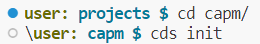 user: projects $ cd capm/
\user: capm $ cds init